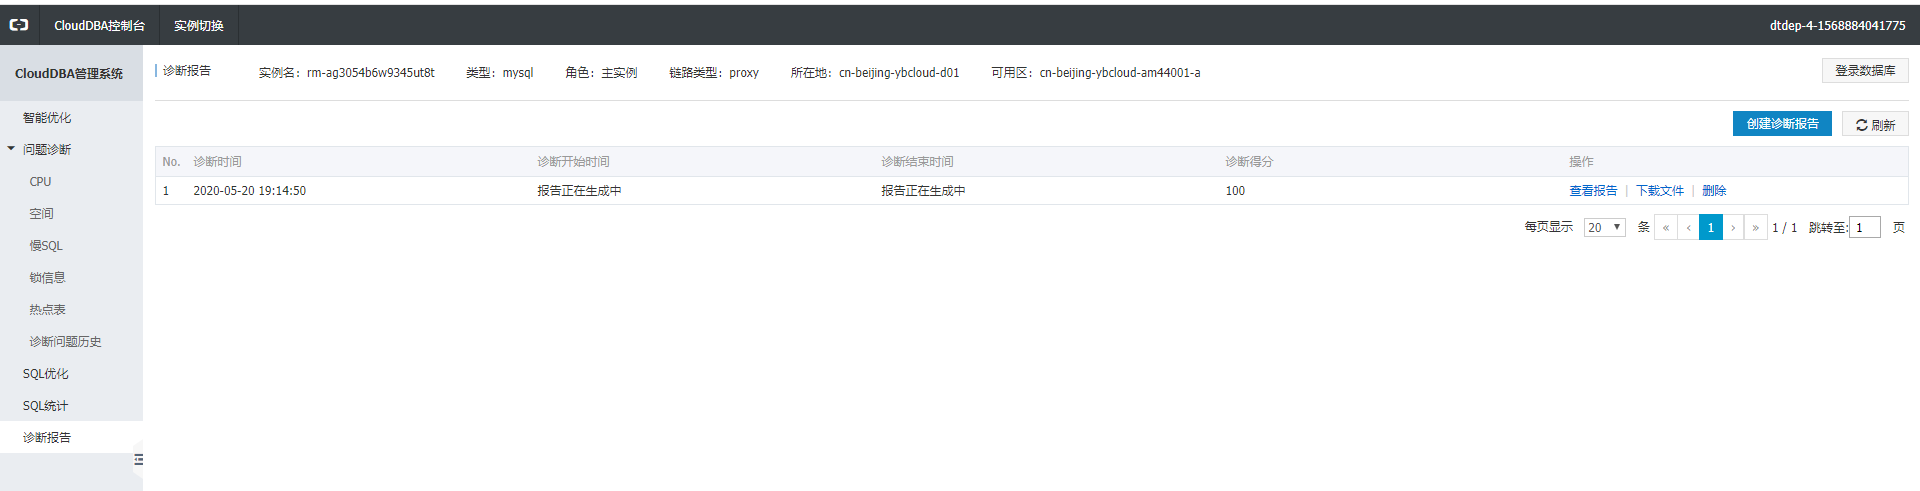 CloudDBA控制台 实例切换 dtdep-4-1568884041775
CloudDBA管理系统
智能优化
问题诊断
CPU
空间
慢SQL
锁信息
热点表
诊断问题历史
SQL优化
SQL统计
诊断报告
诊断报告 实例名：rm-ag3054b6w9345ut8t 类型：mysql 角色：主实例 链路类型：proxy 所在地：cn-beijing-ybcloud-d01 可用区：cn-beijing-ybcloud-am44001-a 登录数据库
创建诊断报告 刷新
No. 诊断时间 诊断开始时间 诊断结束时间 诊断得分 操作
1 2020-05-20 19:14:50 报告正在生成中 报告正在生成中 100 查看报告 | 下载文件 | 删除
每页显示 20 条 « ‹ 1 › » 1 / 1 跳转至: 1 页